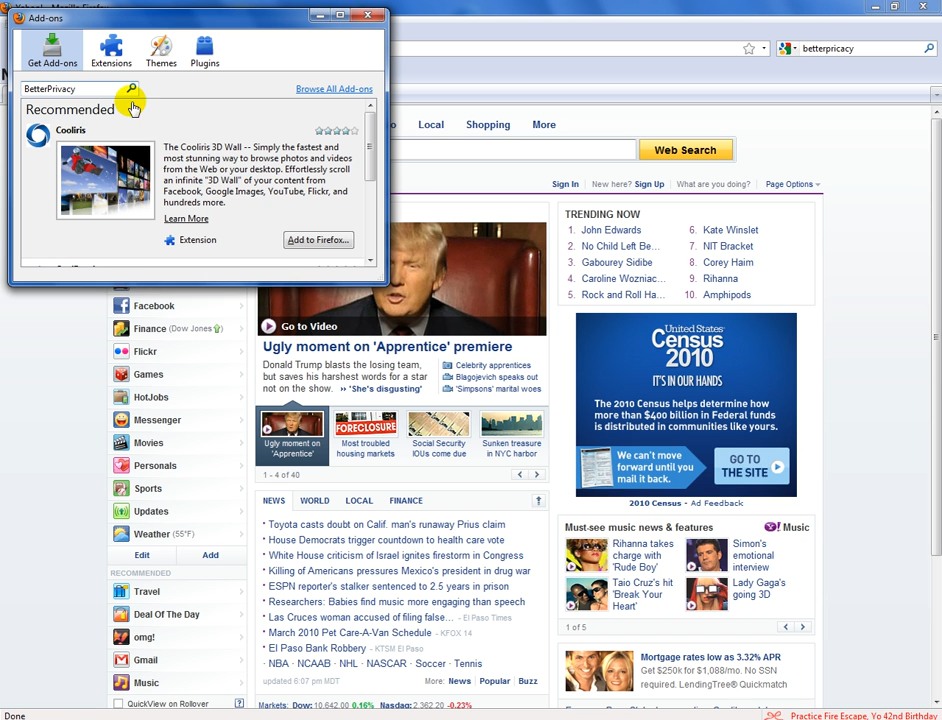 Add-ons
Get Add-ons
Extensions
Themes
Plugins
BetterPrivacy
Browse All Add-ons
Recommended
Cooliris
The Cooliris 3D Wall -- Simply the fastest and
most stunning way to browse photos and videos
from the Web or your desktop. Effortlessly scroll
an infinite "3D Wall" of your content from
Facebook, Google Images, YouTube, Flickr, and
hundreds more.
Learn More
Extension
Add to Firefox...
betterpricacy
Local
Shopping
More
Web Search
Sign In
New here? Sign Up
What are you doing?
Page Options
Facebook
Finance (Dow Jones)
Flickr
Games
HotJobs
Messenger
Movies
Personals
Sports
Updates
Weather (55°F)
Edit
Add
RECOMMENDED
Travel
Deal Of The Day
omg!
Gmail
Music
QuickView on Rollover
?
Go to Video
Ugly moment on 'Apprentice' premiere
Donald Trump blasts the losing team,
but saves his harshest words for a star
not on the show. ›› 'She's disgusting'
Celebrity apprentices
Blagojevich speaks out
'Simpsons' marital woes
FORECLOSURE
Ugly moment on
'Apprentice'
Most troubled
housing markets
Social Security
IOUs come due
Sunken treasure
in NYC harbor
1 - 4 of 40
NEWS
WORLD
LOCAL
FINANCE
• Toyota casts doubt on Calif. man's runaway Prius claim
• House Democrats trigger countdown to health care vote
• White House criticism of Israel ignites firestorm in Congress
• Killing of Americans pressures Mexico's president in drug war
• ESPN reporter's stalker sentenced to 2.5 years in prison
• Researchers: Babies find music more engaging than speech
• Las Cruces woman accused of filing false... - El Paso Times
• March 2010 Pet Care-A-Van Schedule - KFOX 14
• El Paso Bank Robbery - KTSM El Paso
• NBA · NCAAB · NHL · NASCAR · Soccer · Tennis
updated 6:07 pm MDT
More: News
Popular
Buzz
Markets: Dow: 10,642.00 0.16% Nasdaq: 2,362.20 -0.23%
TRENDING NOW
1. John Edwards
2. No Child Left Be...
3. Gabourey Sidibe
4. Caroline Wozniac...
5. Rock and Roll Ha...
6. Kate Winslet
7. NIT Bracket
8. Corey Haim
9. Rihanna
10. Amphipods
United States
Census
2010
IT'S IN OUR HANDS
The 2010 Census helps determine how
more than $400 billion in Federal funds
is distributed in communities like yours.
We can't move
forward until you
mail it back.
GO TO
THE SITE
2010 Census - Ad Feedback
Must-see music news & features
Y! Music
Rihanna
takes
charge with
'Rude Boy'
Simon's
emotional
interview
Taio Cruz's hit
'Break Your
Heart'
Lady Gaga's
going 3D
1 of 5
Mortgage rates low as 3.32% APR
Get $250k for $1,088/mo. No SSN
required. LendingTree® Quickmatch
Done
Practice Fire Escape, Yo 42nd Birthday